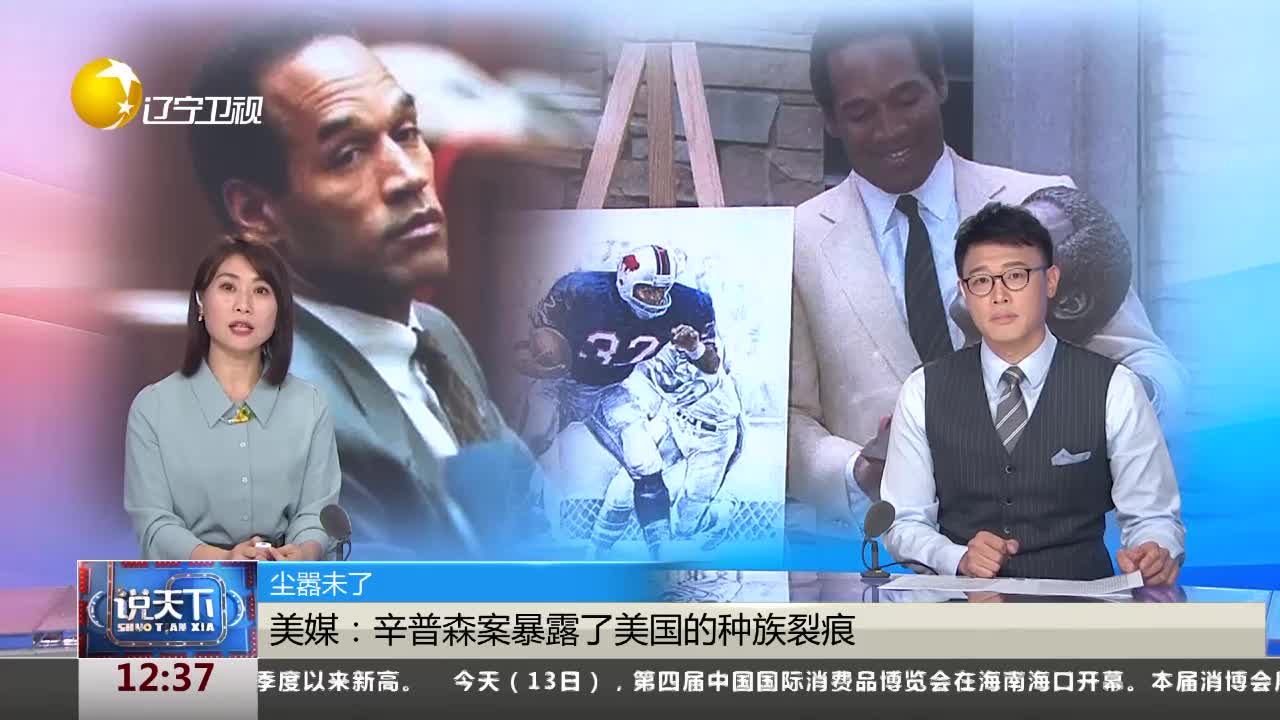 辽宁卫视
32
尘嚣未了
说天下
SHUO TIAN XIA
美媒：辛普森案暴露了美国的种族裂痕
12:37
季度以来新高。 今天（13日），第四届中国国际消费品博览会在海南海口开幕。本届消博会